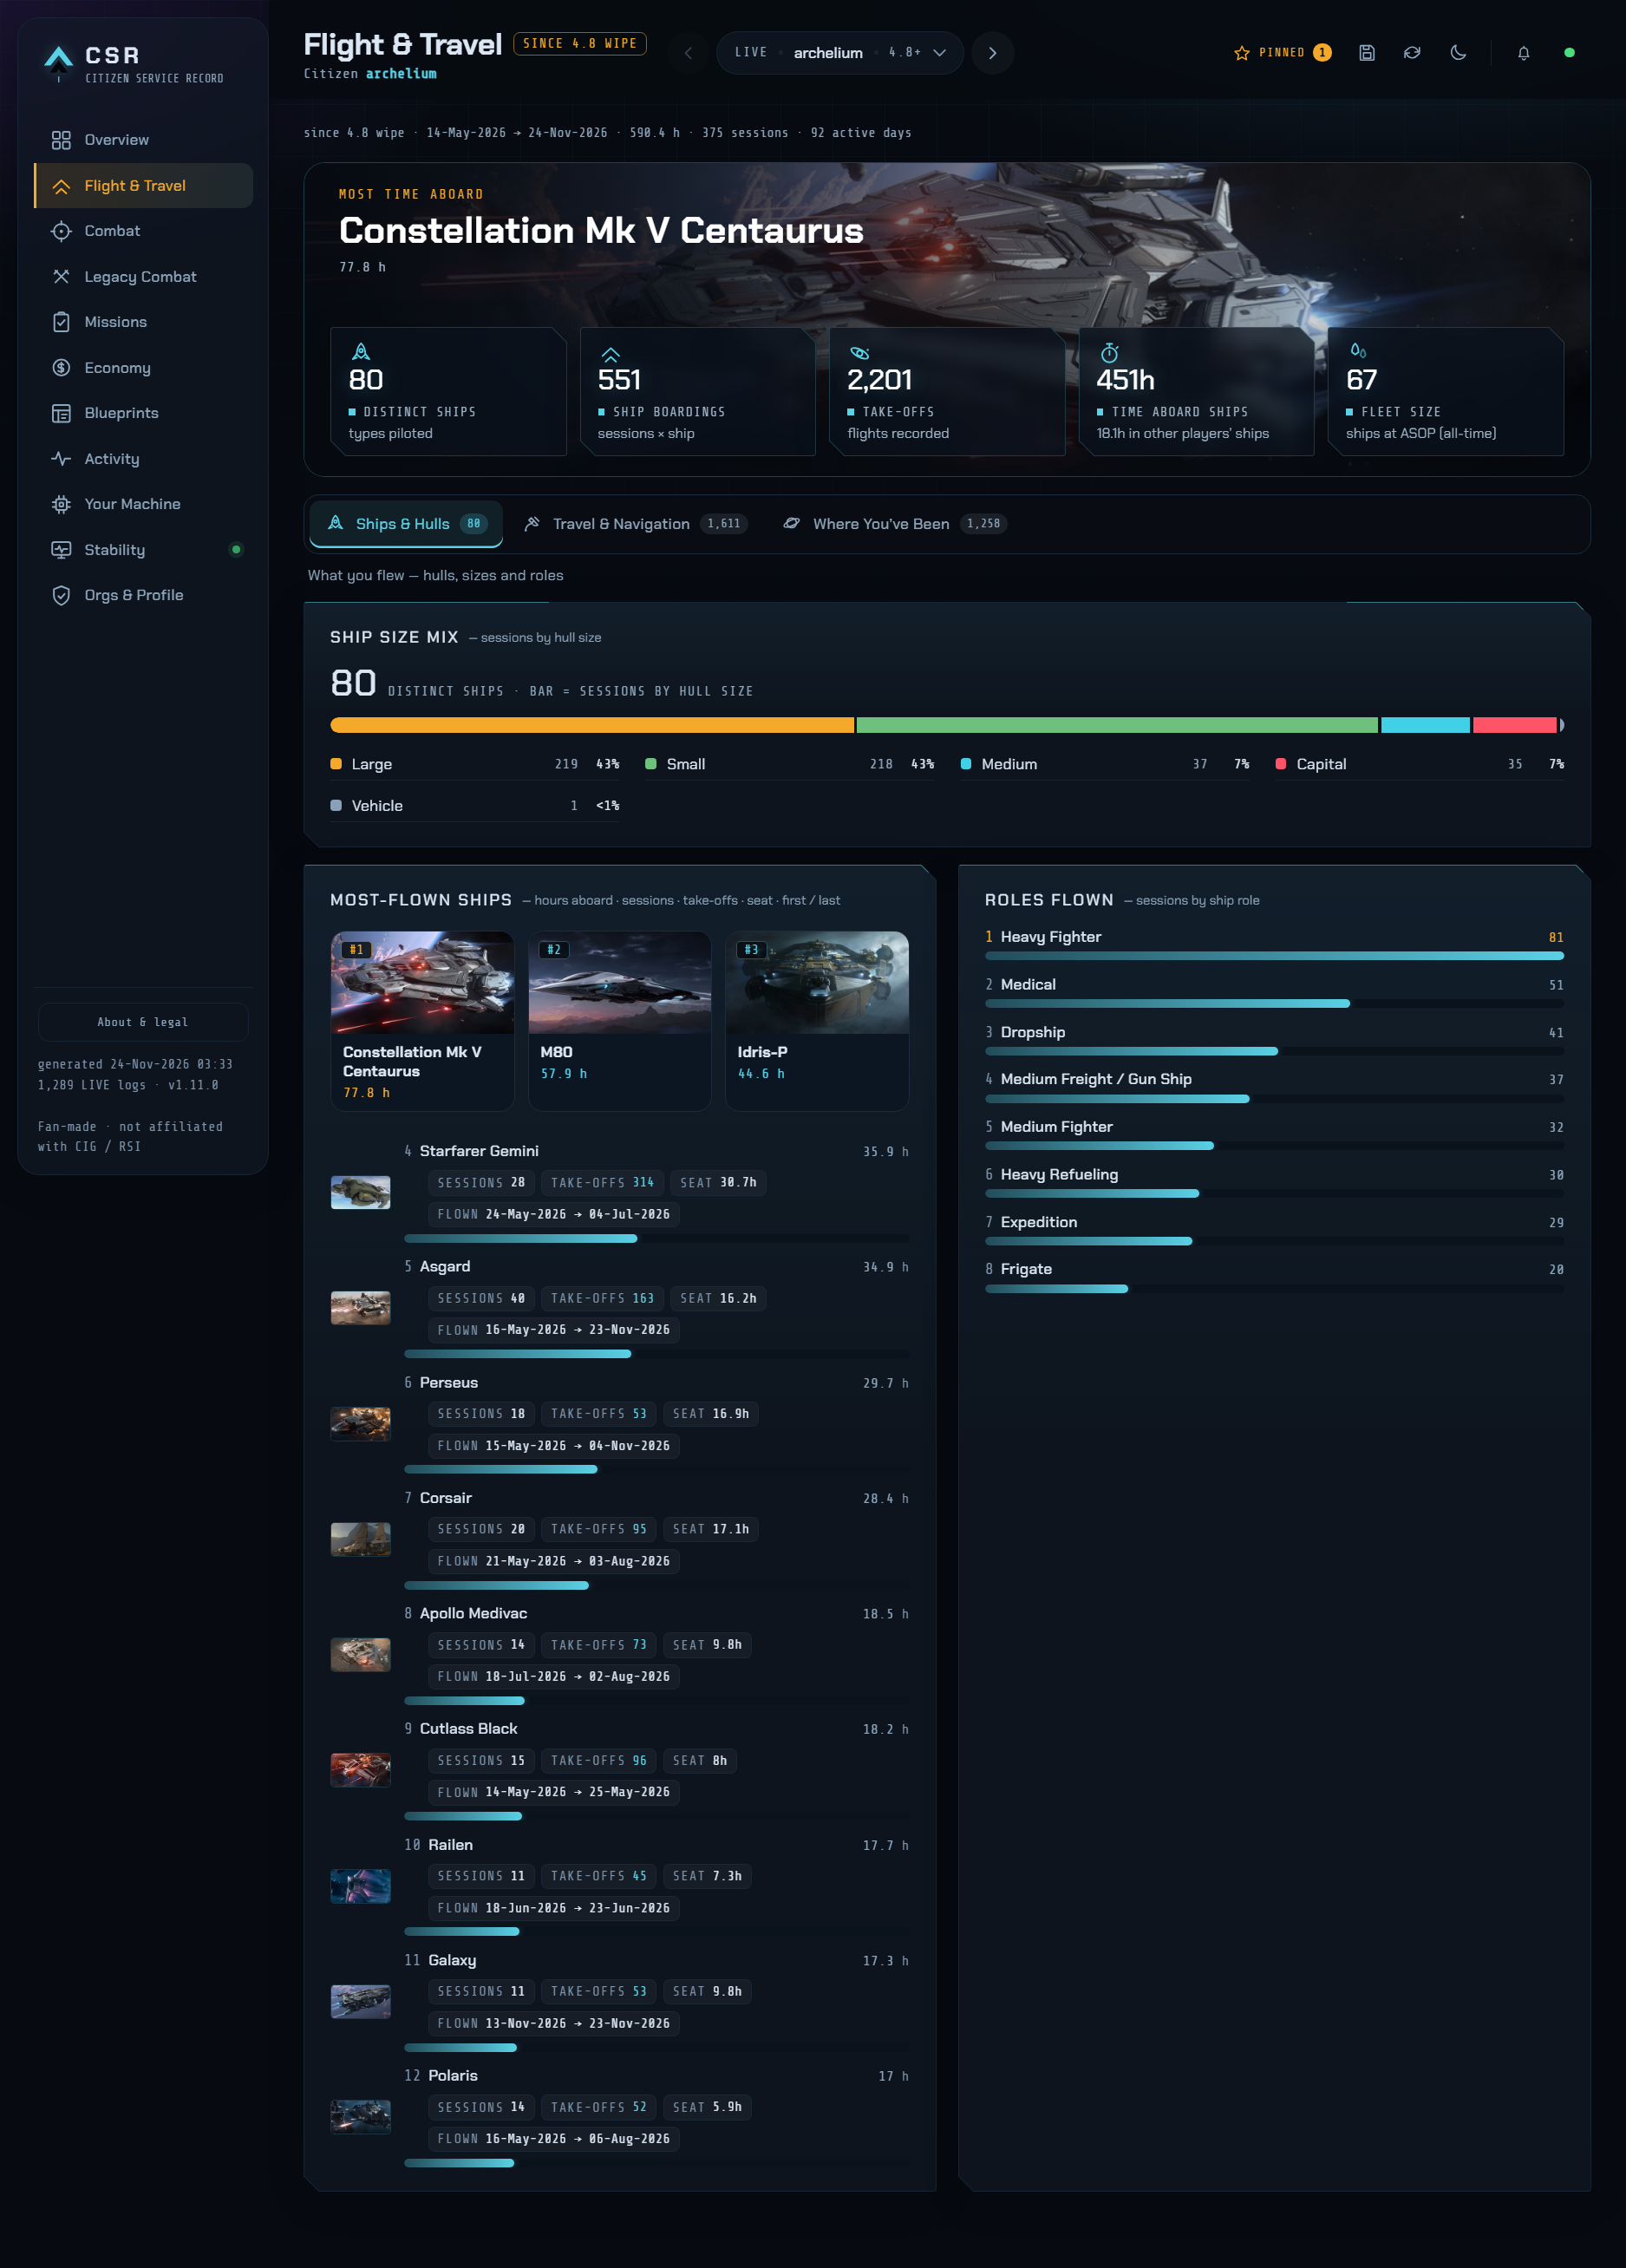 CSR
CITIZEN SERVICE RECORD
Overview
Flight & Travel
Combat
Legacy Combat
Missions
Economy
Blueprints
Activity
Your Machine
Stability
Orgs & Profile
About & legal
generated 24-Nov-2026 03:33
1,289 LIVE logs · v1.11.0
Fan-made · not affiliated
with CIG / RSI
Flight & Travel SINCE 4.8 WIPE
Citizen archelium
LIVE · archelium · 4.8+
PINNED 1
since 4.8 wipe · 14-May-2026 → 24-Nov-2026 · 590.4 h · 375 sessions · 92 active days
MOST TIME ABOARD
Constellation Mk V Centaurus
77.8 h
80
DISTINCT SHIPS
types piloted
551
SHIP BOARDINGS
sessions × ship
2,201
TAKE-OFFS
flights recorded
451h
TIME ABOARD SHIPS
18.1h in other players' ships
67
FLEET SIZE
ships at ASOP (all-time)
Ships & Hulls 80
Travel & Navigation 1,611
Where You've Been 1,258
What you flew — hulls, sizes and roles
SHIP SIZE MIX — sessions by hull size
80 DISTINCT SHIPS · BAR = SESSIONS BY HULL SIZE
Large 219 43%
Small 218 43%
Medium 37 7%
Capital 35 7%
Vehicle 1 <1%
MOST-FLOWN SHIPS — hours aboard · sessions · take-offs · seat · first / last
#1
Constellation Mk V
Centaurus
77.8 h
#2
M80
57.9 h
#3
Idris-P
44.6 h
4 Starfarer Gemini 35.9 h
SESSIONS 28 TAKE-OFFS 314 SEAT 30.7h
FLOWN 24-May-2026 → 04-Jul-2026
5 Asgard 34.9 h
SESSIONS 40 TAKE-OFFS 163 SEAT 16.2h
FLOWN 16-May-2026 → 23-Nov-2026
6 Perseus 29.7 h
SESSIONS 18 TAKE-OFFS 53 SEAT 16.9h
FLOWN 15-May-2026 → 04-Nov-2026
7 Corsair 28.4 h
SESSIONS 20 TAKE-OFFS 95 SEAT 17.1h
FLOWN 21-May-2026 → 03-Aug-2026
8 Apollo Medivac 18.5 h
SESSIONS 14 TAKE-OFFS 73 SEAT 9.8h
FLOWN 18-Jul-2026 → 02-Aug-2026
9 Cutlass Black 18.2 h
SESSIONS 15 TAKE-OFFS 96 SEAT 8h
FLOWN 14-May-2026 → 25-May-2026
10 Railen 17.7 h
SESSIONS 11 TAKE-OFFS 45 SEAT 7.3h
FLOWN 18-Jun-2026 → 23-Jun-2026
11 Galaxy 17.3 h
SESSIONS 11 TAKE-OFFS 53 SEAT 9.8h
FLOWN 13-Nov-2026 → 23-Nov-2026
12 Polaris 17 h
SESSIONS 14 TAKE-OFFS 52 SEAT 5.9h
FLOWN 16-May-2026 → 06-Aug-2026
ROLES FLOWN — sessions by ship role
1 Heavy Fighter 81
2 Medical 51
3 Dropship 41
4 Medium Freight / Gun Ship 37
5 Medium Fighter 32
6 Heavy Refueling 30
7 Expedition 29
8 Frigate 20